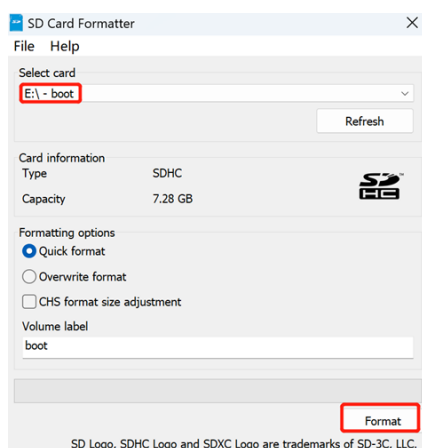 SD Card Formatter
File Help
Select card
E:\ - boot
Refresh
Card information
Type SDHC
Capacity 7.28 GB
SD
HC
Formatting options
Quick format
Overwrite format
CHS format size adjustment
Volume label
boot
Format
SD Logo, SDHC Logo and SDXC Logo are trademarks of SD-3C, LLC.